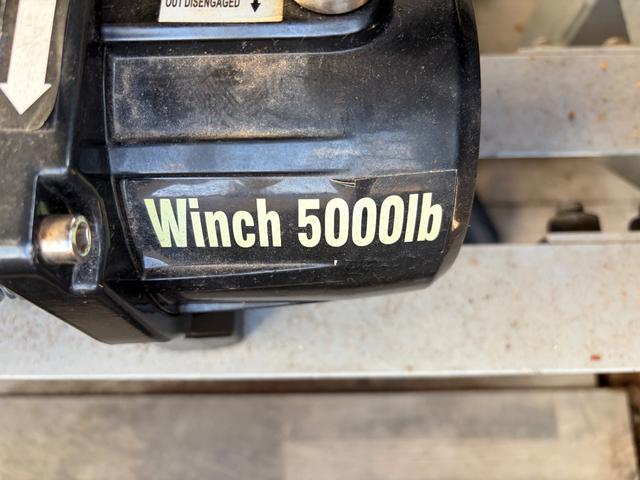 OUT DISENGAGED
Winch 5000lb